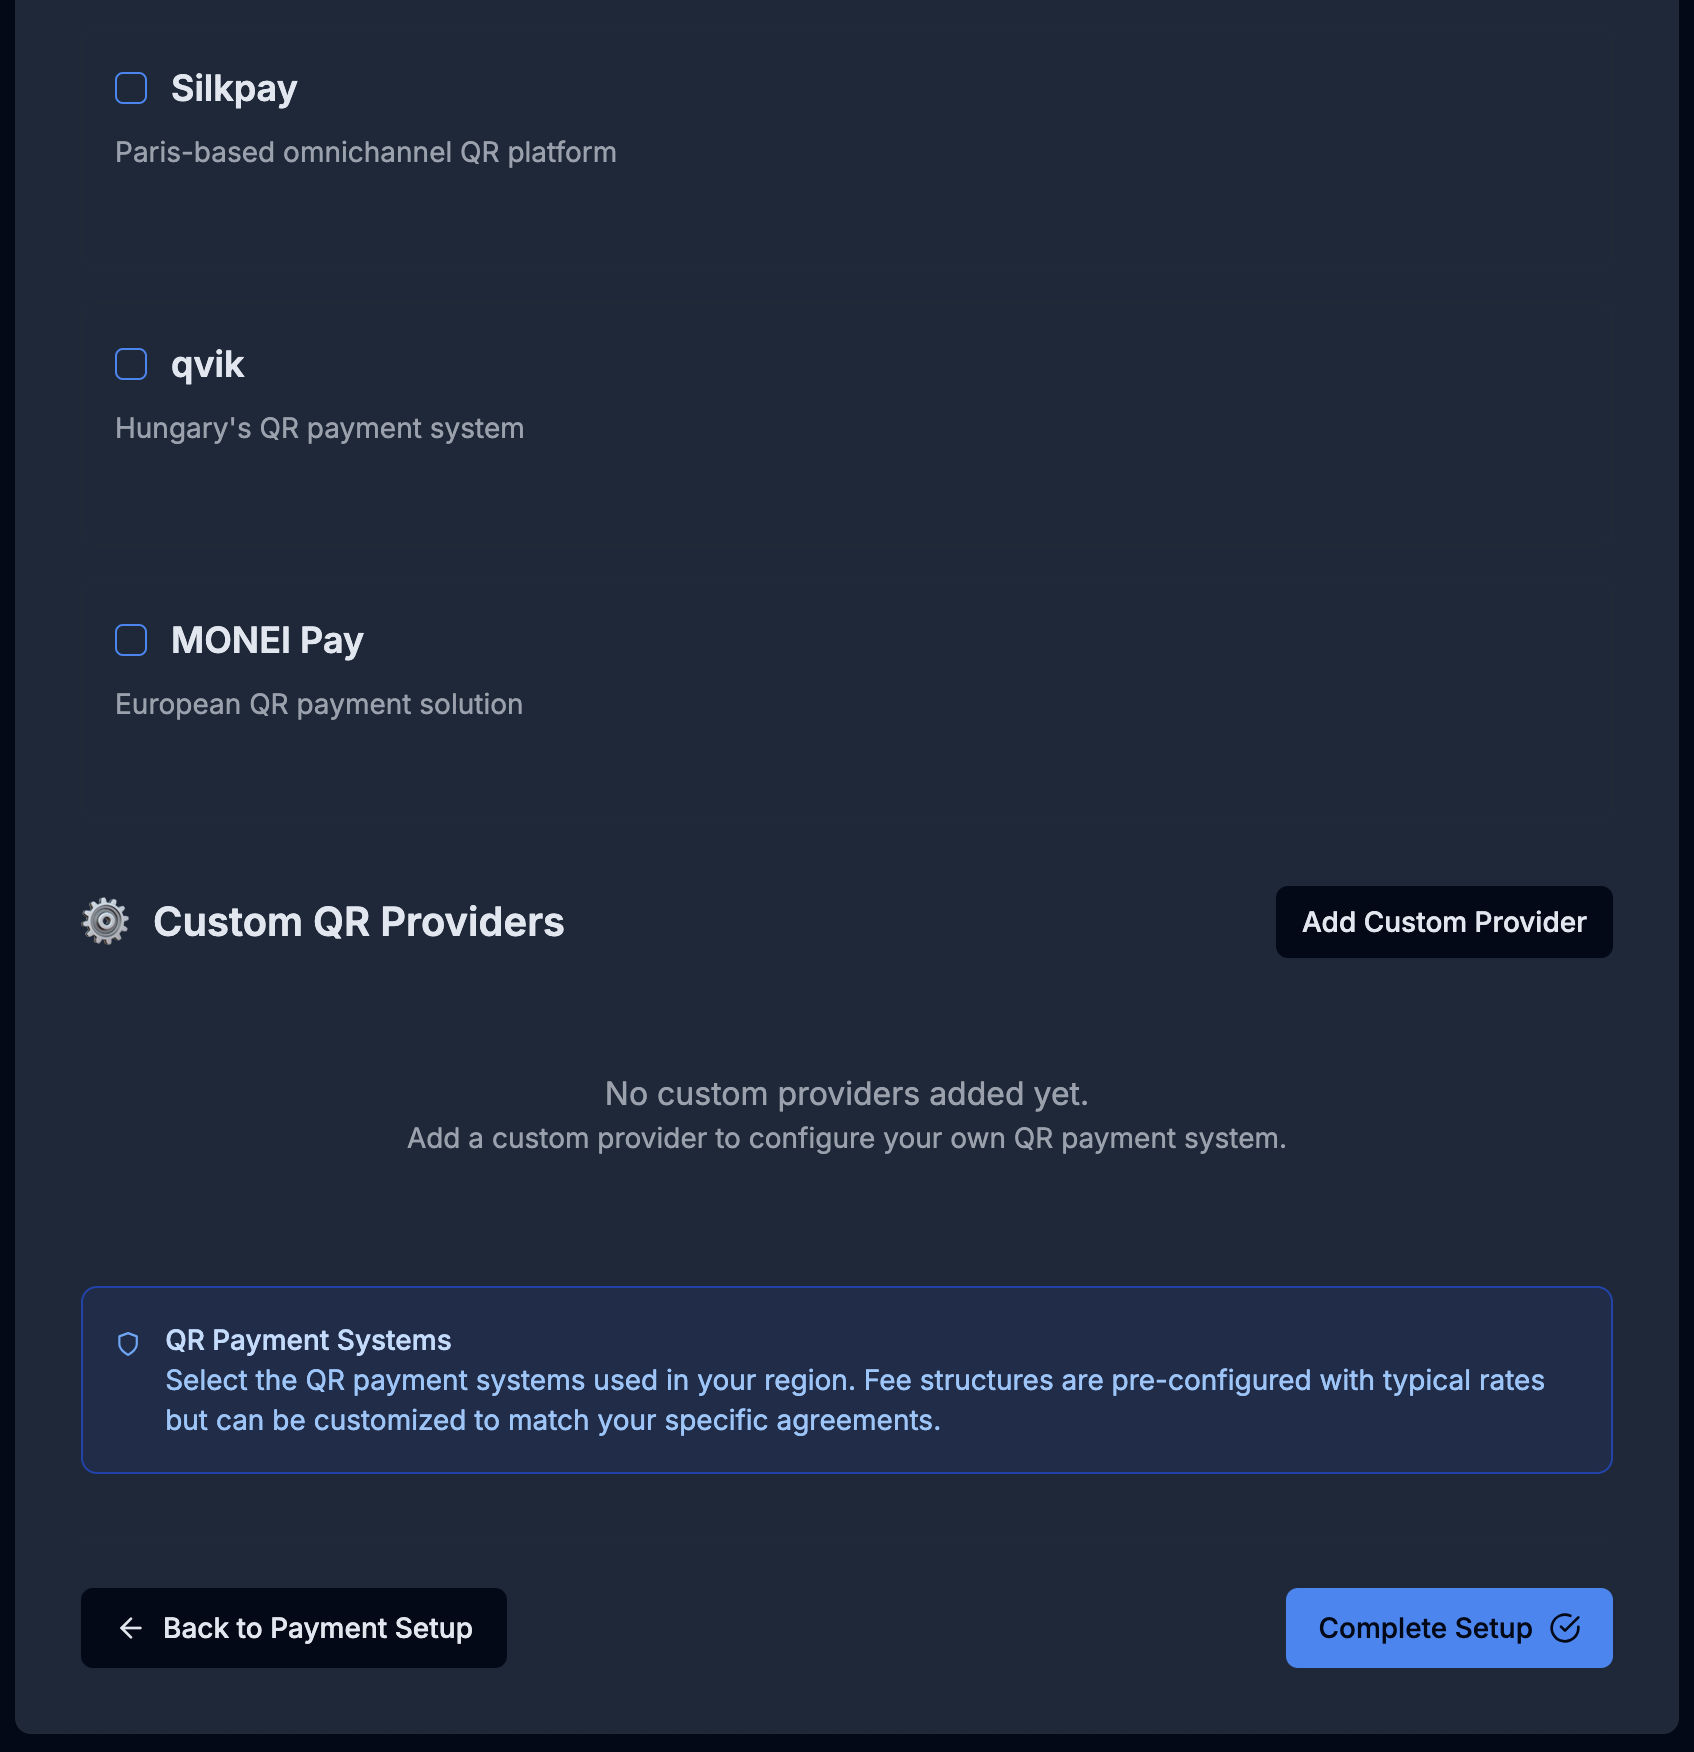 Silkpay
Paris-based omnichannel QR platform
qvik
Hungary's QR payment system
MONEI Pay
European QR payment solution
Custom QR Providers
Add Custom Provider
No custom providers added yet.
Add a custom provider to configure your own QR payment system.
QR Payment Systems
Select the QR payment systems used in your region. Fee structures are pre-configured with typical rates
but can be customized to match your specific agreements.
Back to Payment Setup
Complete Setup